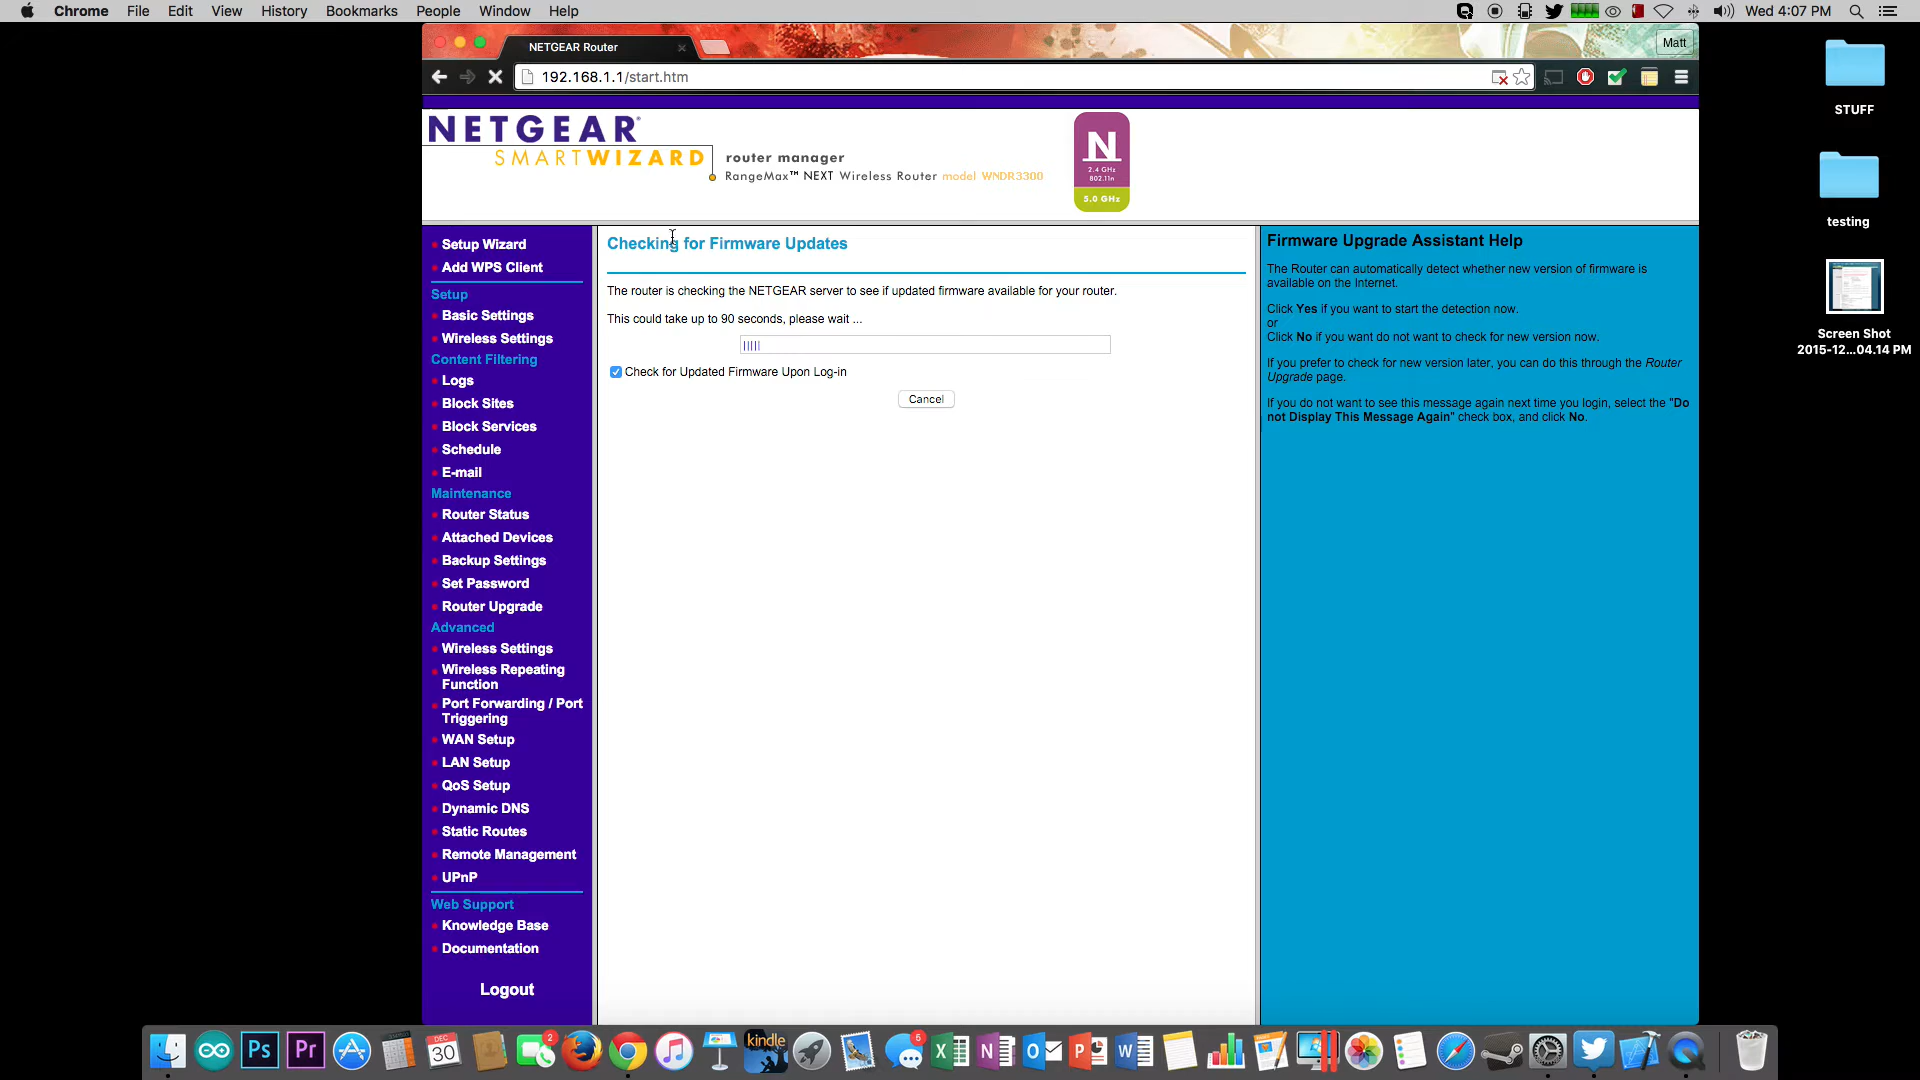 Chrome File Edit View History Bookmarks People Window Help
Wed 4:07 PM
NETGEAR Router
Matt
192.168.1.1/start.htm
NETGEAR®
SMARTWIZARD
router manager
RangeMax™ NEXT Wireless Router model WNDR3300
N
2.4 GHz
802.11n
5.0 GHz
Setup Wizard
Add WPS Client
Setup
Basic Settings
Wireless Settings
Content Filtering
Logs
Block Sites
Block Services
Schedule
E-mail
Maintenance
Router Status
Attached Devices
Backup Settings
Set Password
Router Upgrade
Advanced
Wireless Settings
Wireless Repeating
Function
Port Forwarding / Port
Triggering
WAN Setup
LAN Setup
QoS Setup
Dynamic DNS
Static Routes
Remote Management
UPnP
Web Support
Knowledge Base
Documentation
Logout
Checking for Firmware Updates
The router is checking the NETGEAR server to see if updated firmware available for your router.
This could take up to 90 seconds, please wait ...
|||||
Check for Updated Firmware Upon Log-in
Cancel
Firmware Upgrade Assistant Help
The Router can automatically detect whether new version of firmware is
available on the Internet.
Click Yes if you want to start the detection now.
or
Click No if you want do not want to check for new version now.
If you prefer to check for new version later, you can do this through the Router
Upgrade page.
If you do not want to see this message again next time you login, select the "Do
not Display This Message Again" check box, and click No.
STUFF
testing
Screen Shot
2015-12...04.14 PM
Ps
Pr
DEC
30
2
kindle
5
X
N
O
P
W